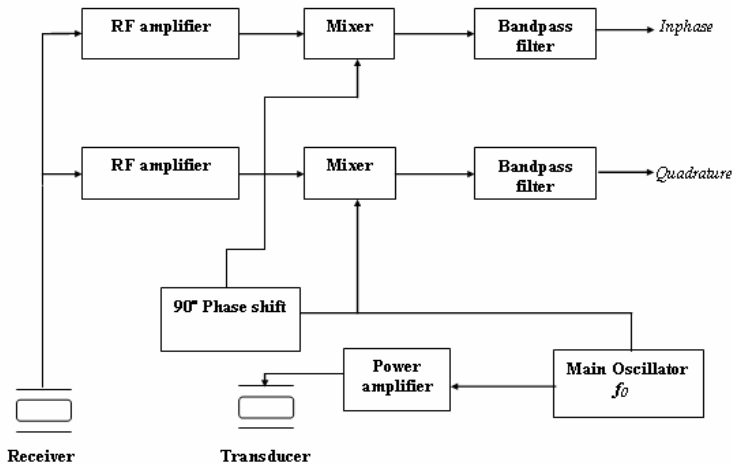 RF amplifier
Mixer
Bandpass
filter
Inphase
RF amplifier
Mixer
Bandpass
filter
Quadrature
90º Phase shift
Power
amplifier
Main Oscillator
f0
Receiver
Transducer